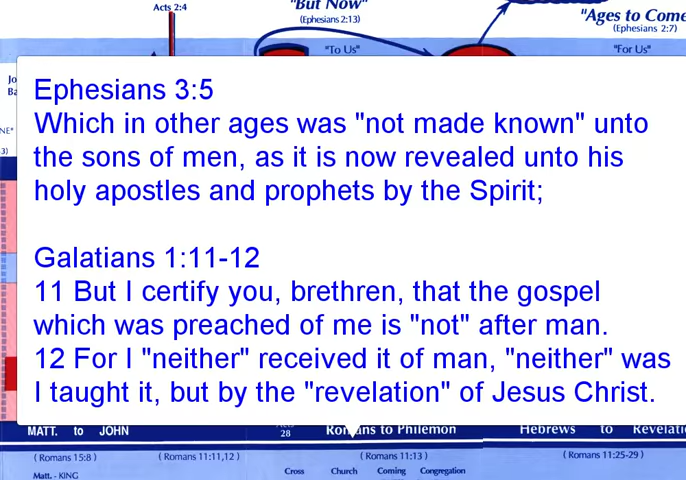 Acts 2:4
"But Now"
(Ephesians 2:13)
"Ages to Come
(Ephesians 2:7)
"To Us"
"For Us"
Ephesians 3:5
Which in other ages was "not made known" unto
the sons of men, as it is now revealed unto his
holy apostles and prophets by the Spirit;
Galatians 1:11-12
11 But I certify you, brethren, that the gospel
which was preached of me is "not" after man.
12 For I "neither" received it of man, "neither" was
I taught it, but by the "revelation" of Jesus Christ.
MATT. to JOHN
28
Romans to Philemon
Hebrews to Revelati
( Romans 15:8 )
( Romans 11:11,12 )
( Romans 11:13 )
( Romans 11:25-29 )
Matt. - KING
Cross Church Coming Congregation